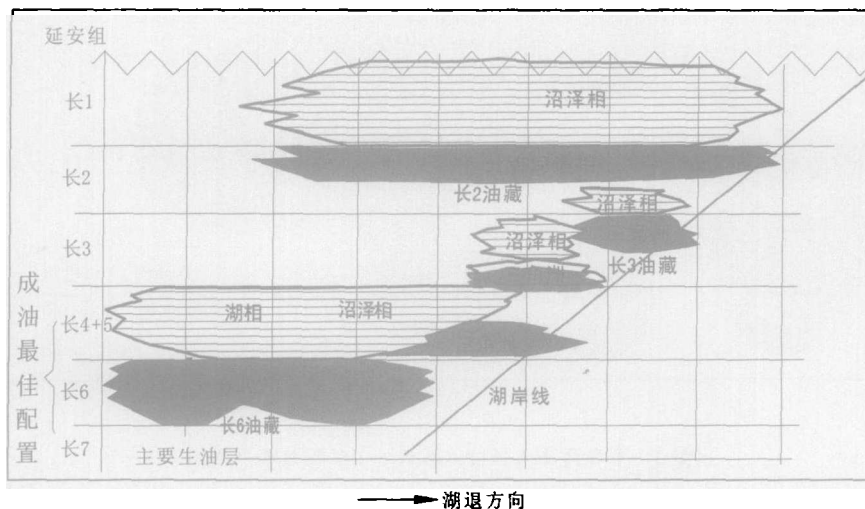 延安组
长1
沼泽相
长2
长2油藏
沼泽相
长3
沼泽相
长3油藏
成油最佳配置
湖相
沼泽相
长4+5
长6
湖岸线
长6油藏
长7
主要生油层
湖退方向